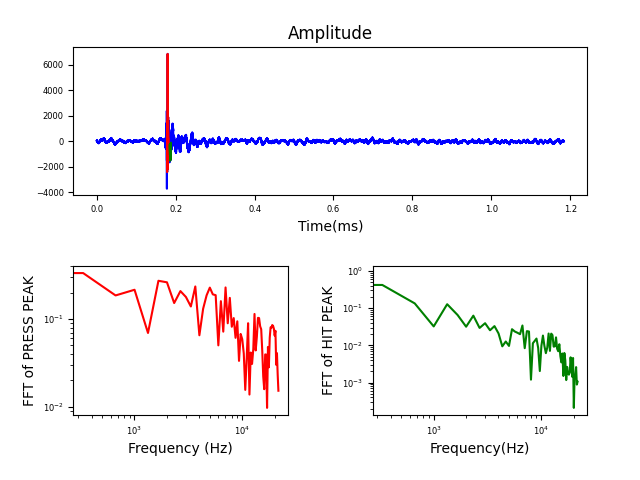 Amplitude
6000
4000
2000
0
−2000
−4000
0.0 0.2 0.4 0.6 0.8 1.0 1.2
Time(ms)
FFT of PRESS PEAK
10⁻¹
10⁻²
10³ 10⁴
Frequency (Hz)
FFT of HIT PEAK
10⁰
10⁻¹
10⁻²
10⁻³
10³ 10⁴
Frequency(Hz)